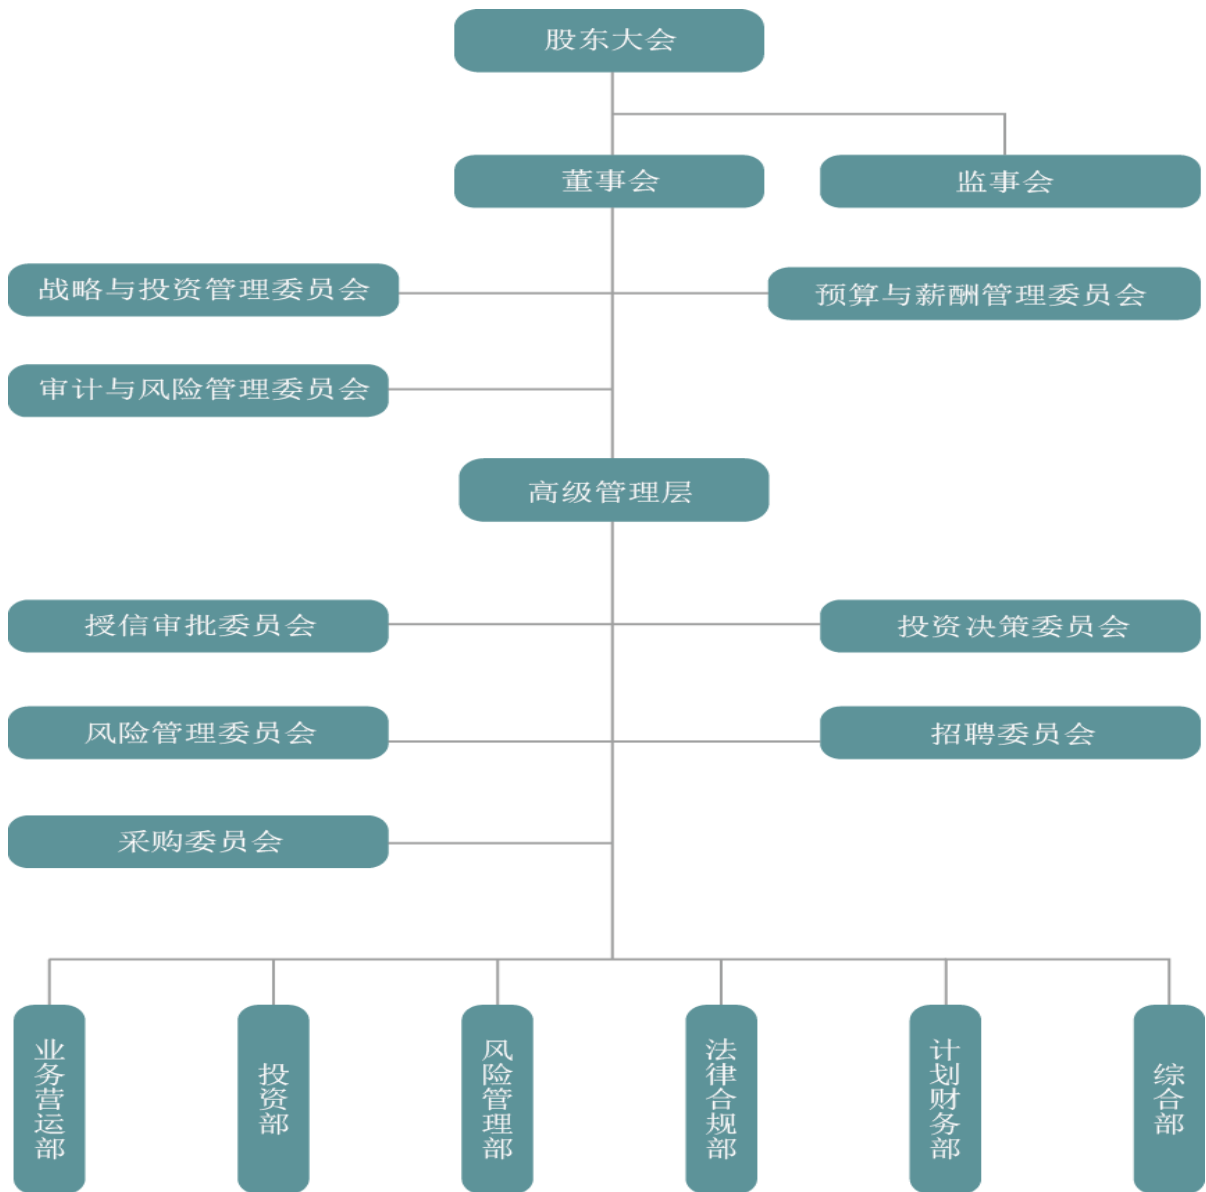 股东大会
董事会
监事会
战略与投资管理委员会
预算与薪酬管理委员会
审计与风险管理委员会
高级管理层
授信审批委员会
投资决策委员会
风险管理委员会
招聘委员会
采购委员会
业务营运部
投资部
风险管理部
法律合规部
计划财务部
综合部